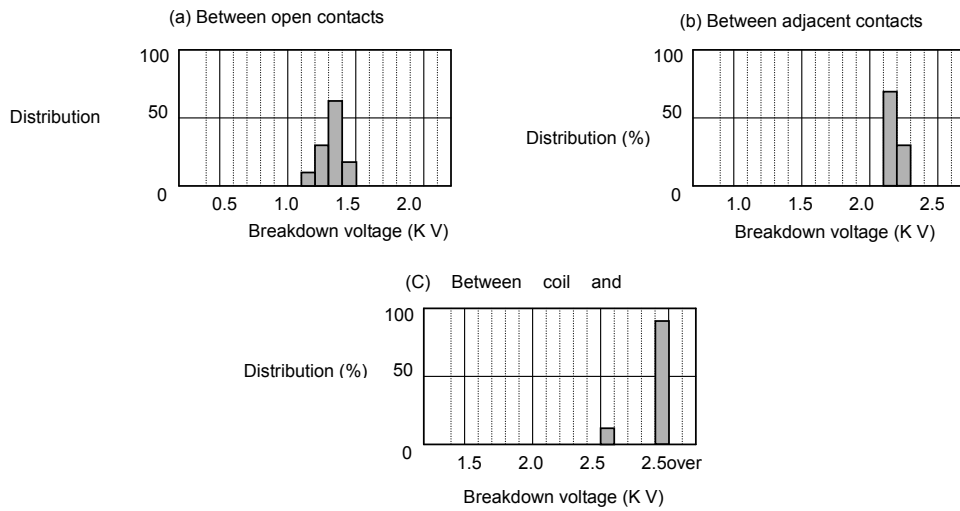 (a) Between open contacts
100
50
0
Distribution
0.5 1.0 1.5 2.0
Breakdown voltage (K V)
(b) Between adjacent contacts
100
50
0
Distribution (%)
1.0 1.5 2.0 2.5
Breakdown voltage (K V)
(C) Between coil and
100
50
0
Distribution (%)
1.5 2.0 2.5 2.5over
Breakdown voltage (K V)